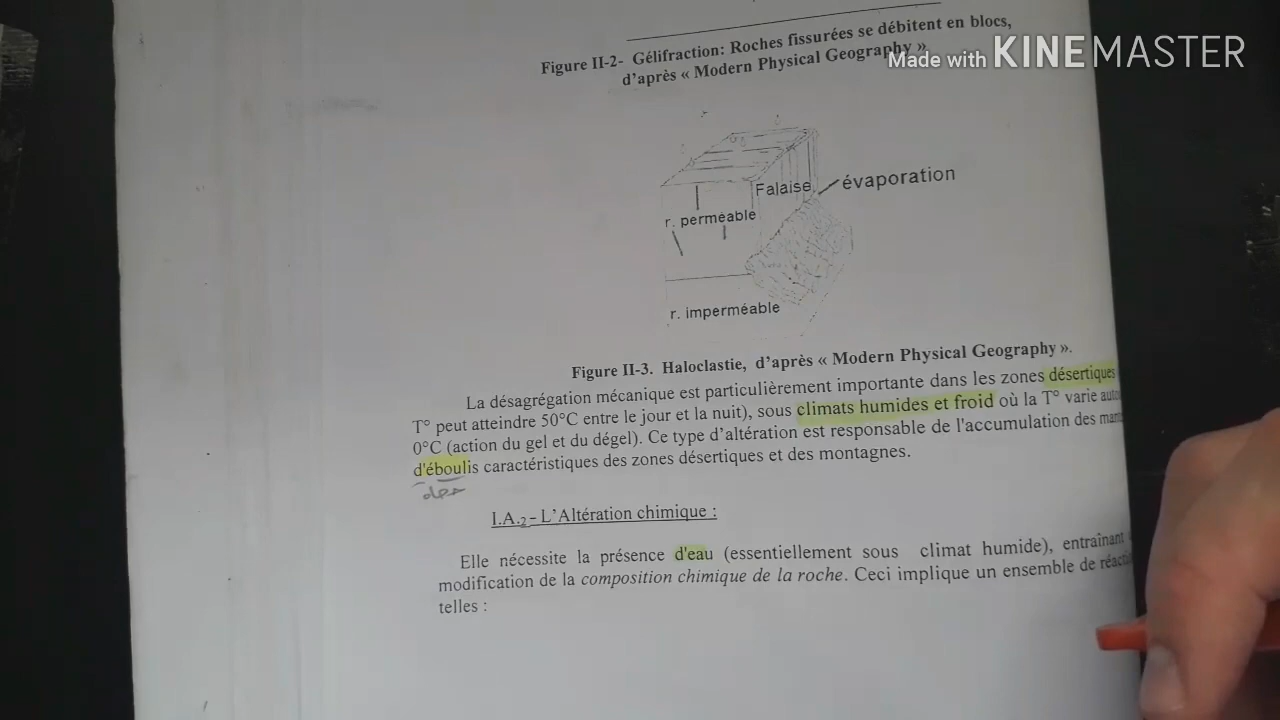 Figure II-2- Gélifraction: Roches fissurées se débitent en blocs,
d'après « Modern Physical Geography »
Made with KINEMASTER
Falaise
évaporation
r. perméable
r. imperméable
Figure II-3. Haloclastie, d'après « Modern Physical Geography ».
La désagrégation mécanique est particulièrement importante dans les zones désertiques
T° peut atteindre 50°C entre le jour et la nuit), sous climats humides et froid où la T° varie
0°C (action du gel et du dégel). Ce type d'altération est responsable de l'accumulation des
d'éboulis caractéristiques des zones désertiques et des montagnes.
I.A.2- L'Altération chimique :
Elle nécessite la présence d'eau (essentiellement sous climat humide), entraînant
modification de la composition chimique de la roche. Ceci implique un ensemble de
telles :